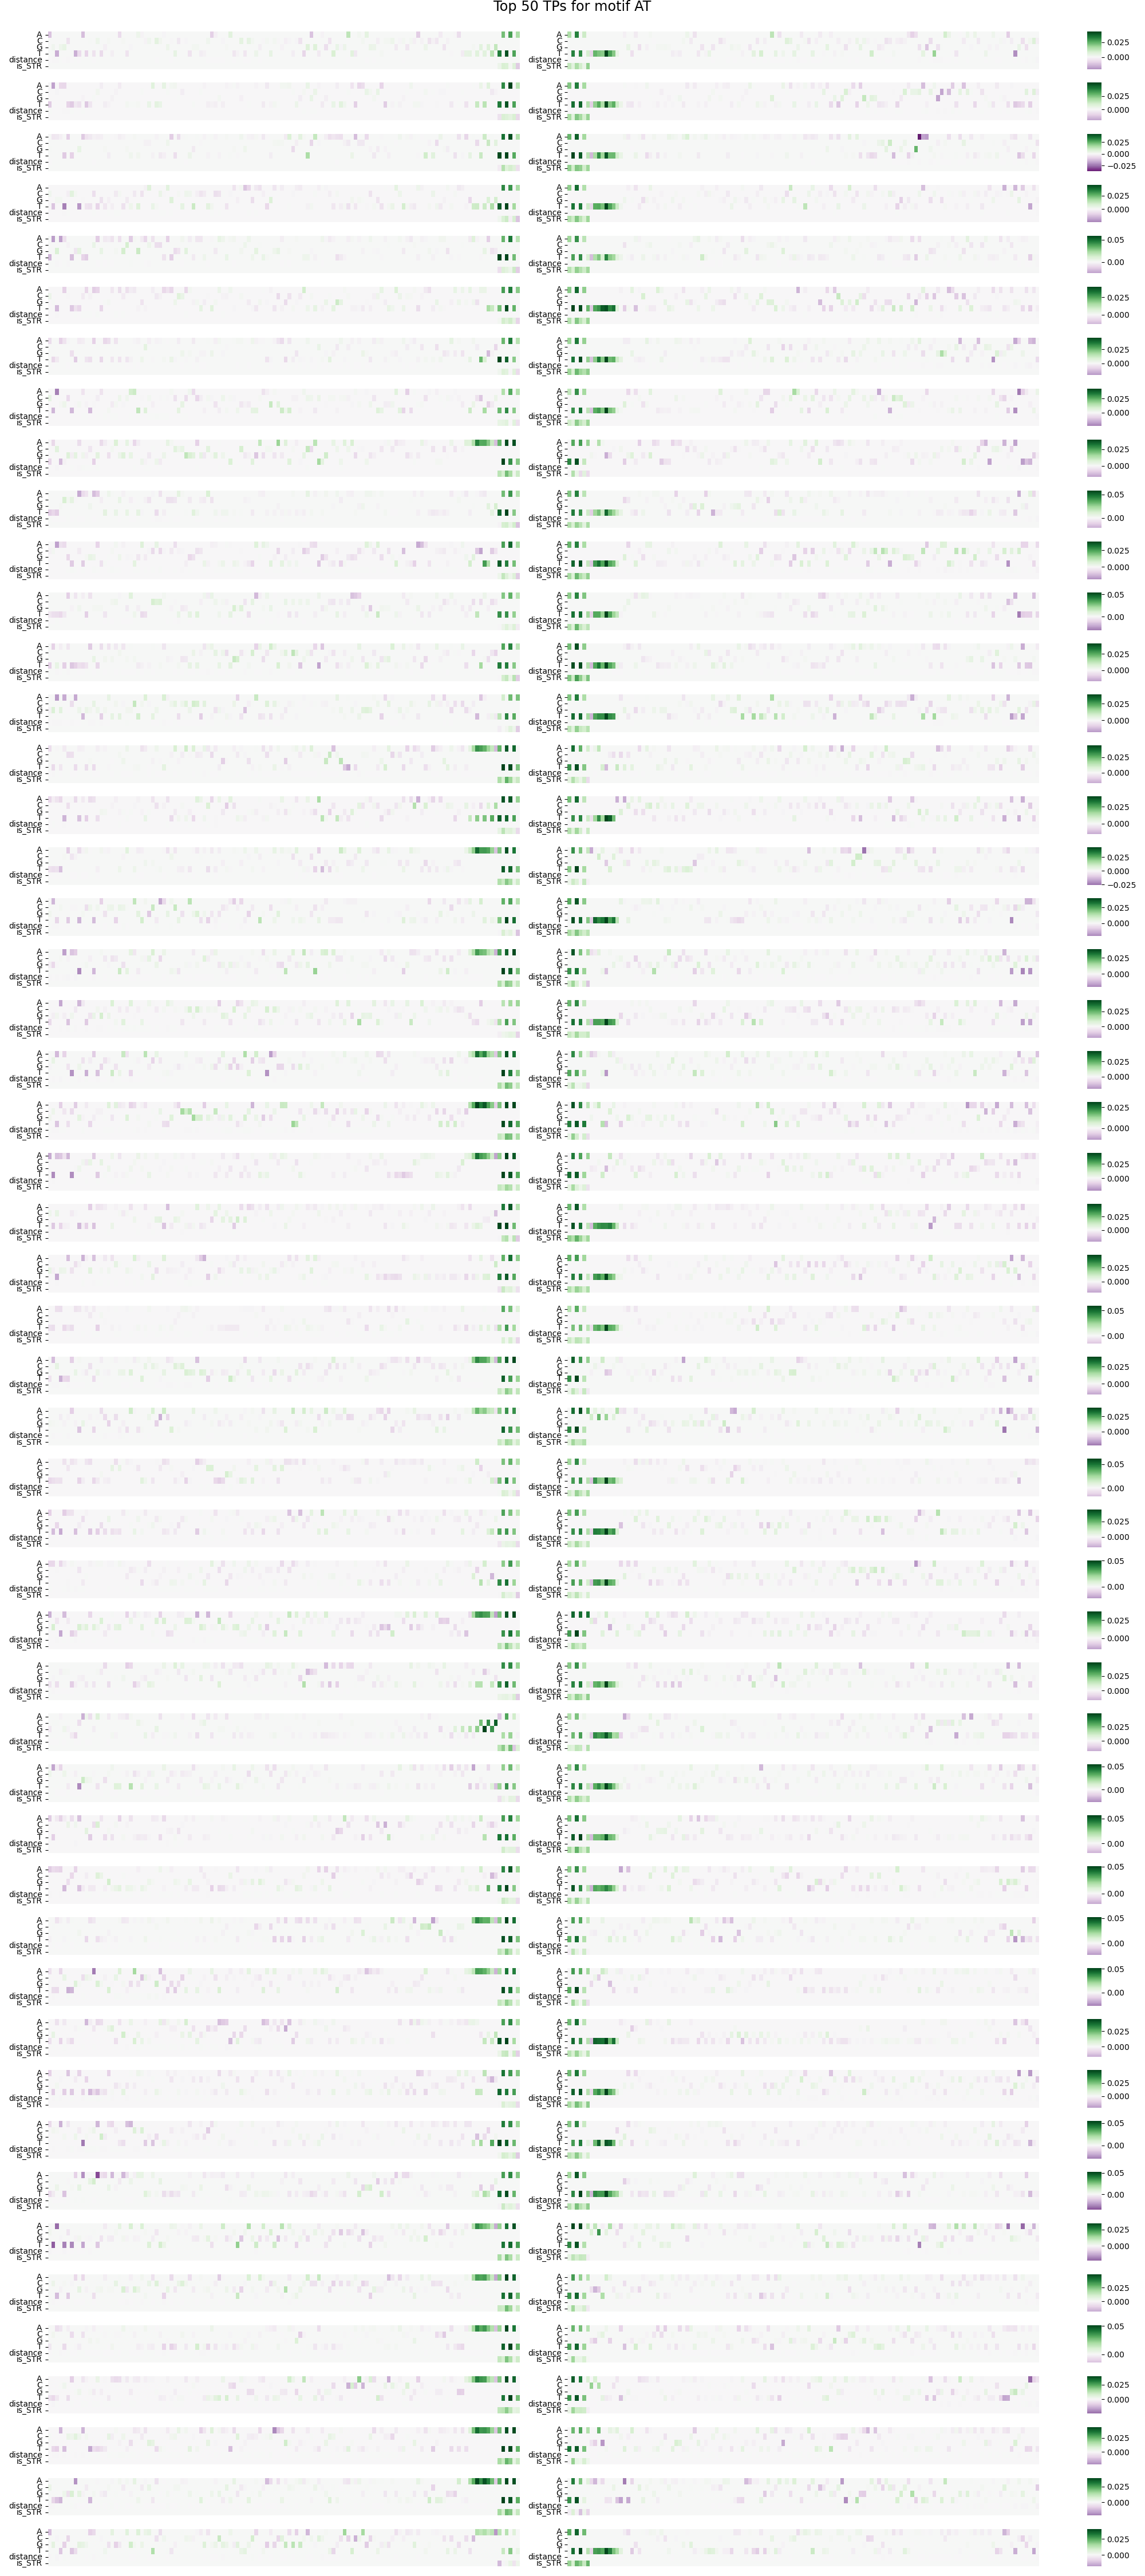 Top 50 TPs for motif AT
A A
C C 0.025
G G
T T 0.000
distance distance
is_STR is_STR
A A
C C 0.025
G G
T T 0.000
distance distance
is_STR is_STR
A A
C C 0.025
G G 0.000
T T
distance distance −0.025
is_STR is_STR
A A
C C 0.025
G G
T T 0.000
distance distance
is_STR is_STR
A A 0.05
C C
G G
T T
distance distance 0.00
is_STR is_STR
A A
C C 0.025
G G
T T 0.000
distance distance
is_STR is_STR
A A
C C 0.025
G G
T T 0.000
distance distance
is_STR is_STR
A A
C C 0.025
G G
T T 0.000
distance distance
is_STR is_STR
A A
C C 0.025
G G
T T 0.000
distance distance
is_STR is_STR
A A 0.05
C C
G G
T T
distance distance 0.00
is_STR is_STR
A A
C C 0.025
G G
T T 0.000
distance distance
is_STR is_STR
A A 0.05
C C
G G
T T 0.00
distance distance
is_STR is_STR
A A
C C 0.025
G G
T T 0.000
distance distance
is_STR is_STR
A A
C C 0.025
G G
T T 0.000
distance distance
is_STR is_STR
A A
C C 0.025
G G
T T 0.000
distance distance
is_STR is_STR
A A
C C 0.025
G G
T T 0.000
distance distance
is_STR is_STR
A A
C C 0.025
G G
T T 0.000
distance distance
is_STR is_STR −0.025
A A
C C 0.025
G G
T T 0.000
distance distance
is_STR is_STR
A A
C C 0.025
G G
T T 0.000
distance distance
is_STR is_STR
A A
C C 0.025
G G
T T 0.000
distance distance
is_STR is_STR
A A
C C 0.025
G G
T T 0.000
distance distance
is_STR is_STR
A A
C C 0.025
G G
T T 0.000
distance distance
is_STR is_STR
A A
C C 0.025
G G
T T 0.000
distance distance
is_STR is_STR
A A
C C 0.025
G G
T T 0.000
distance distance
is_STR is_STR
A A
C C 0.025
G G
T T 0.000
distance distance
is_STR is_STR
A A 0.05
C C
G G
T T
distance distance 0.00
is_STR is_STR
A A
C C 0.025
G G
T T 0.000
distance distance
is_STR is_STR
A A
C C 0.025
G G
T T 0.000
distance distance
is_STR is_STR
A A 0.05
C C
G G
T T
distance distance 0.00
is_STR is_STR
A A
C C 0.025
G G
T T 0.000
distance distance
is_STR is_STR
A A 0.05
C C
G G
T T
distance distance 0.00
is_STR is_STR
A A
C C 0.025
G G
T T 0.000
distance distance
is_STR is_STR
A A
C C 0.025
G G
T T 0.000
distance distance
is_STR is_STR
A A
C C 0.025
G G
T T 0.000
distance distance
is_STR is_STR
A A 0.05
C C
G G
T T 0.00
distance distance
is_STR is_STR
A A 0.05
C C
G G
T T 0.00
distance distance
is_STR is_STR
A A 0.05
C C
G G
T T
distance distance 0.00
is_STR is_STR
A A 0.05
C C
G G
T T
distance distance 0.00
is_STR is_STR
A A 0.05
C C
G G
T T 0.00
distance distance
is_STR is_STR
A A
C C 0.025
G G
T T 0.000
distance distance
is_STR is_STR
A A
C C 0.025
G G
T T 0.000
distance distance
is_STR is_STR
A A 0.05
C C
G G
T T 0.00
distance distance
is_STR is_STR
A A 0.05
C C
G G
T T 0.00
distance distance
is_STR is_STR
A A
C C 0.025
G G
T T 0.000
distance distance
is_STR is_STR
A A
C C 0.025
G G
T T 0.000
distance distance
is_STR is_STR
A A 0.05
C C
G G
T T
distance distance 0.00
is_STR is_STR
A A
C C 0.025
G G
T T 0.000
distance distance
is_STR is_STR
A A
C C 0.025
G G
T T 0.000
distance distance
is_STR is_STR
A A
C C 0.025
G G
T T 0.000
distance distance
is_STR is_STR
A A
C C 0.025
G G
T T 0.000
distance distance
is_STR is_STR